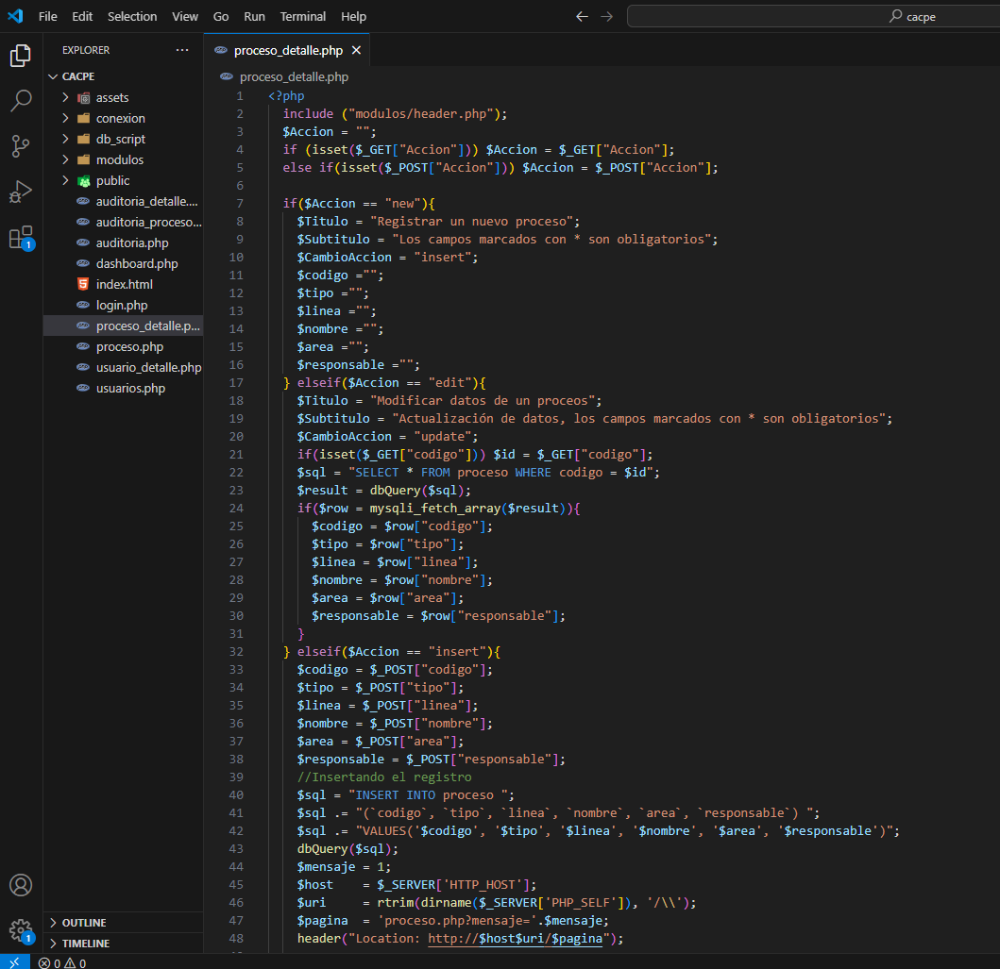 File Edit Selection View Go Run Terminal Help
cacpe
EXPLORER
CACPE
assets
conexion
db_script
modulos
public
auditoria_detalle....
auditoria_proceso...
auditoria.php
dashboard.php
index.html
login.php
proceso_detalle.p...
proceso.php
usuario_detalle.php
usuarios.php
OUTLINE
TIMELINE
1
1
0 0
proceso_detalle.php
proceso_detalle.php
1 <?php
2 include ("modulos/header.php");
3 $Accion = "";
4 if (isset($_GET["Accion"])) $Accion = $_GET["Accion"];
5 else if(isset($_POST["Accion"])) $Accion = $_POST["Accion"];
6
7 if($Accion == "new"){
8 $Titulo = "Registrar un nuevo proceso";
9 $Subtitulo = "Los campos marcados con * son obligatorios";
10 $CambioAccion = "insert";
11 $codigo ="";
12 $tipo ="";
13 $linea ="";
14 $nombre ="";
15 $area ="";
16 $responsable ="";
17 } elseif($Accion == "edit"){
18 $Titulo = "Modificar datos de un proceos";
19 $Subtitulo = "Actualización de datos, los campos marcados con * son obligatorios";
20 $CambioAccion = "update";
21 if(isset($_GET["codigo"])) $id = $_GET["codigo"];
22 $sql = "SELECT * FROM proceso WHERE codigo = $id";
23 $result = dbQuery($sql);
24 if($row = mysqli_fetch_array($result)){
25 $codigo = $row["codigo"];
26 $tipo = $row["tipo"];
27 $linea = $row["linea"];
28 $nombre = $row["nombre"];
29 $area = $row["area"];
30 $responsable = $row["responsable"];
31 }
32 } elseif($Accion == "insert"){
33 $codigo = $_POST["codigo"];
34 $tipo = $_POST["tipo"];
35 $linea = $_POST["linea"];
36 $nombre = $_POST["nombre"];
37 $area = $_POST["area"];
38 $responsable = $_POST["responsable"];
39 //Insertando el registro
40 $sql = "INSERT INTO proceso ";
41 $sql .= "(`codigo`, `tipo`, `linea`, `nombre`, `area`, `responsable`) ";
42 $sql .= "VALUES('$codigo', '$tipo', '$linea', '$nombre', '$area', '$responsable')";
43 dbQuery($sql);
44 $mensaje = 1;
45 $host = $_SERVER['HTTP_HOST'];
46 $uri = rtrim(dirname($_SERVER['PHP_SELF']), '/\\');
47 $pagina = 'proceso.php?mensaje='.$mensaje;
48 header("Location: http://$host$uri/$pagina");